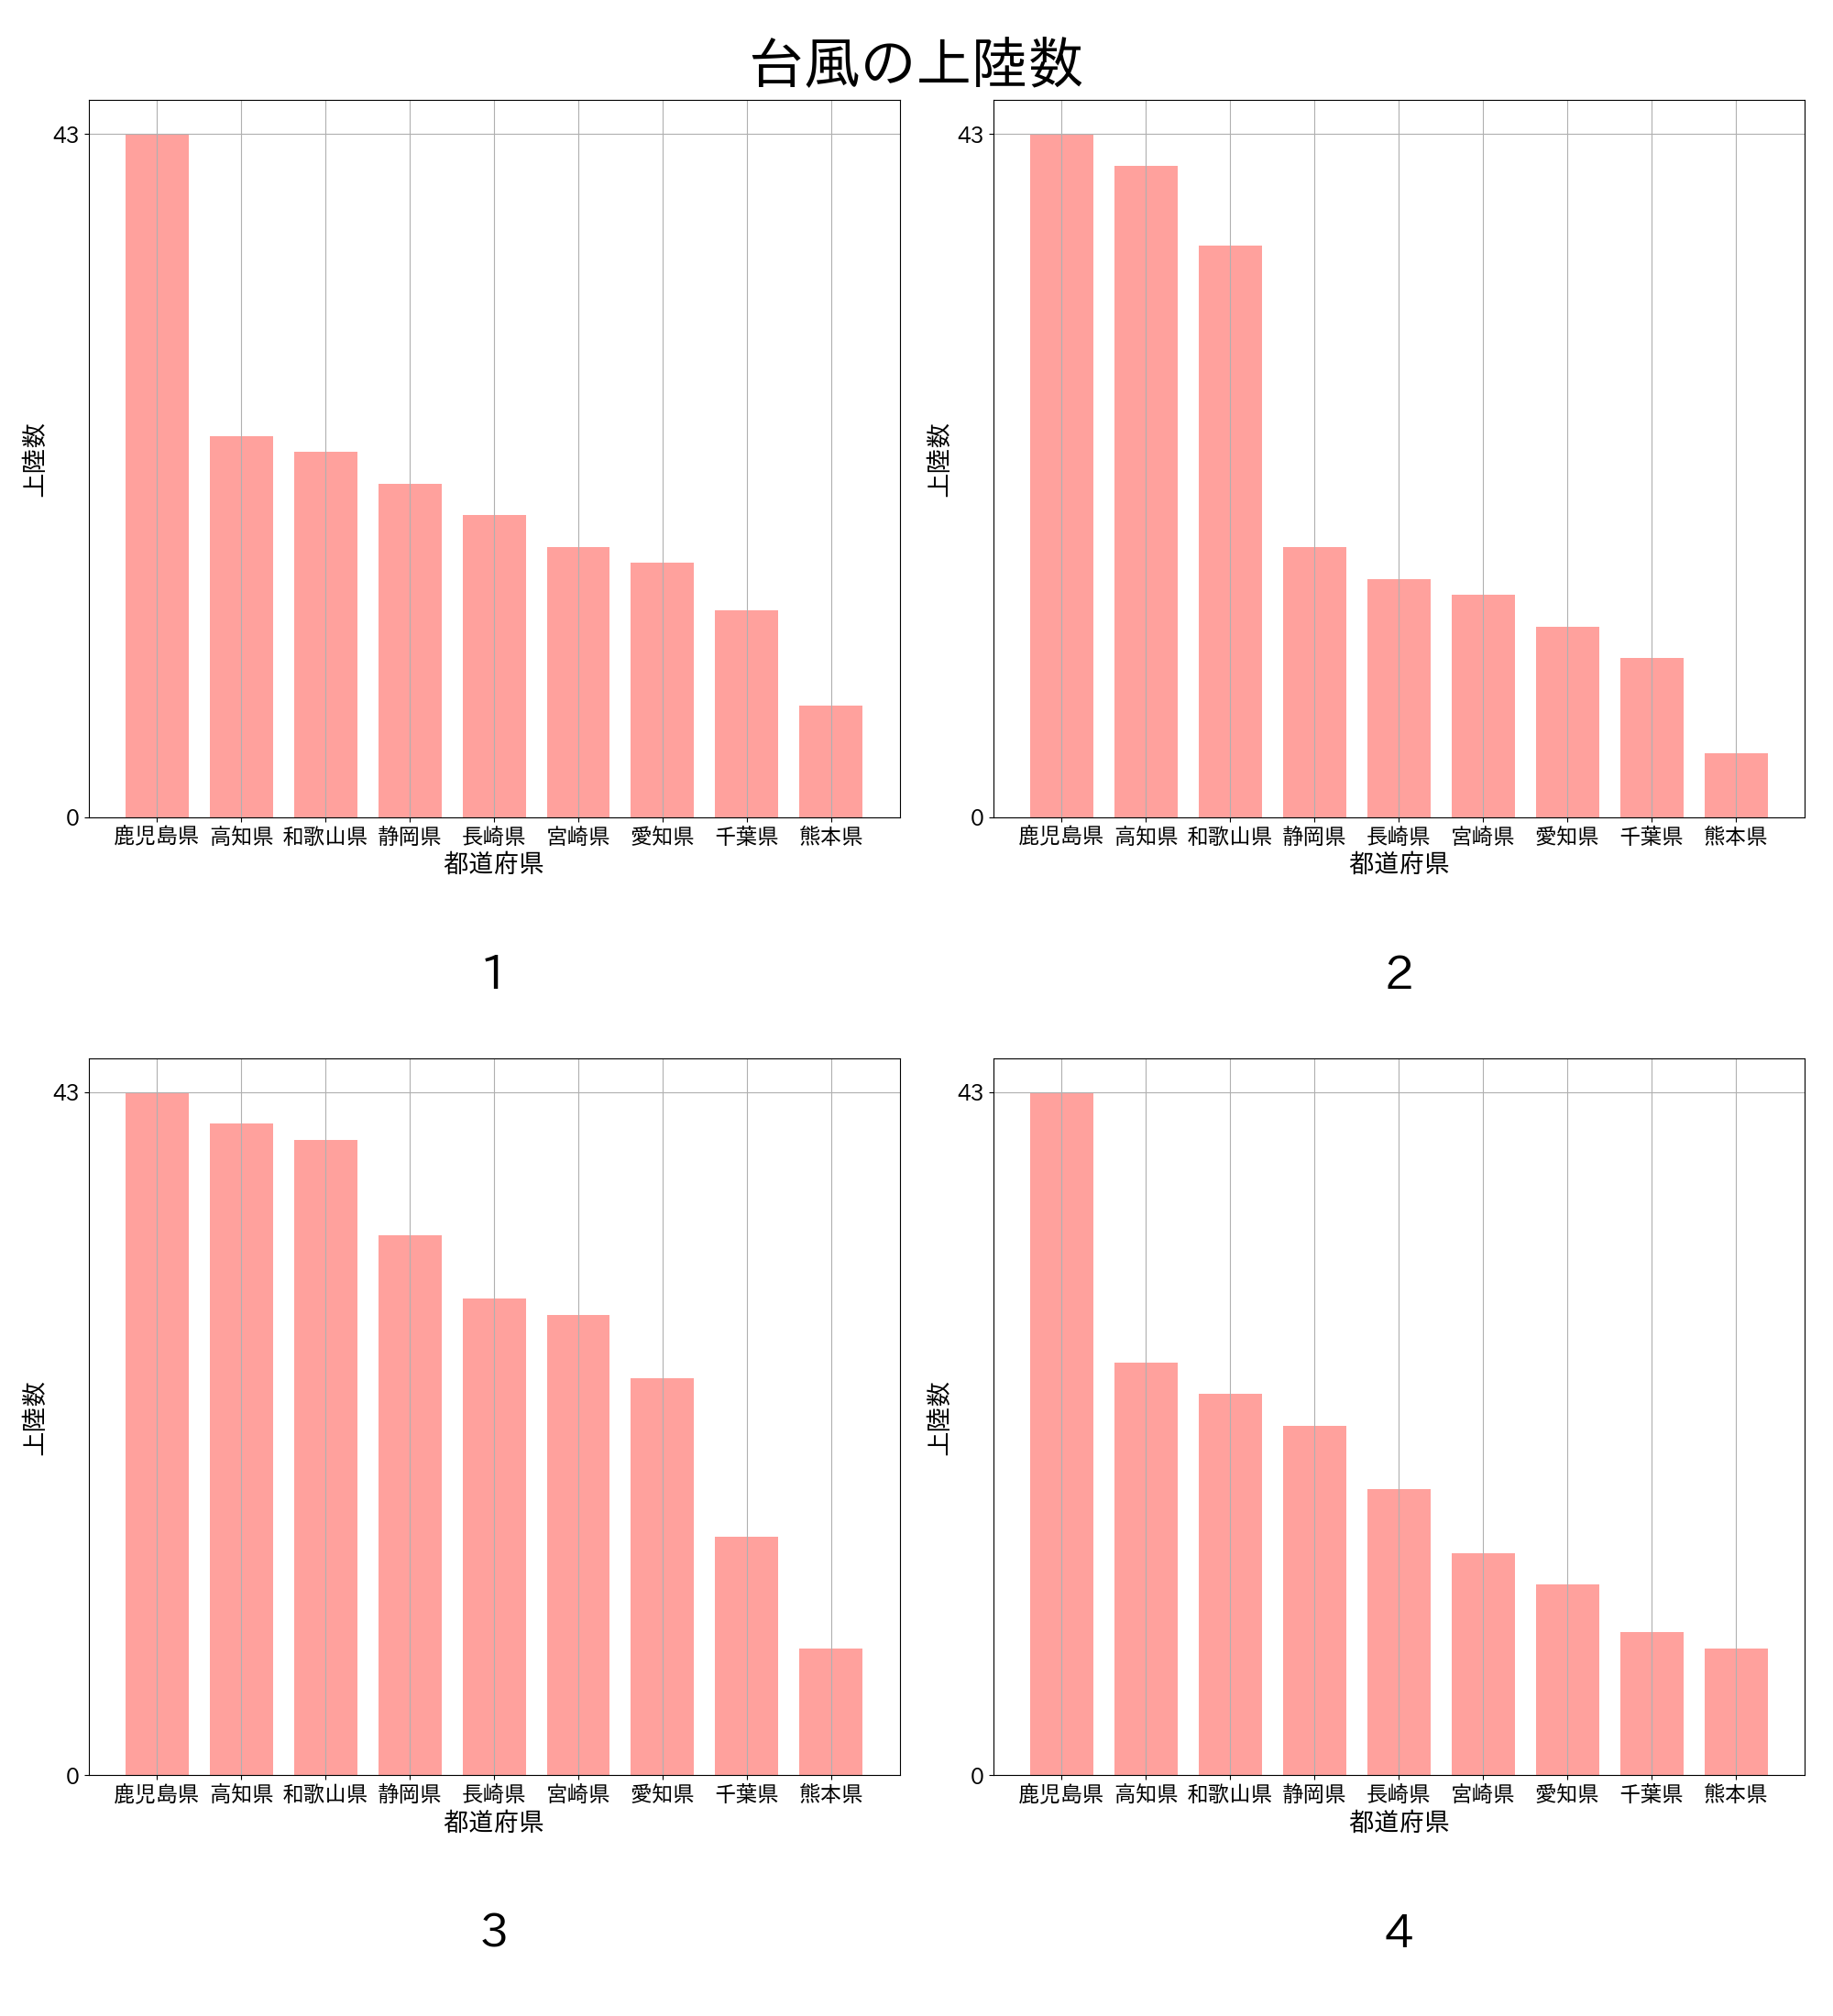 台風の上陸数
43
0
上陸数
鹿児島県 高知県 和歌山県 静岡県 長崎県 宮崎県 愛知県 千葉県 熊本県
都道府県
1
43
0
上陸数
鹿児島県 高知県 和歌山県 静岡県 長崎県 宮崎県 愛知県 千葉県 熊本県
都道府県
2
43
0
上陸数
鹿児島県 高知県 和歌山県 静岡県 長崎県 宮崎県 愛知県 千葉県 熊本県
都道府県
3
43
0
上陸数
鹿児島県 高知県 和歌山県 静岡県 長崎県 宮崎県 愛知県 千葉県 熊本県
都道府県
4